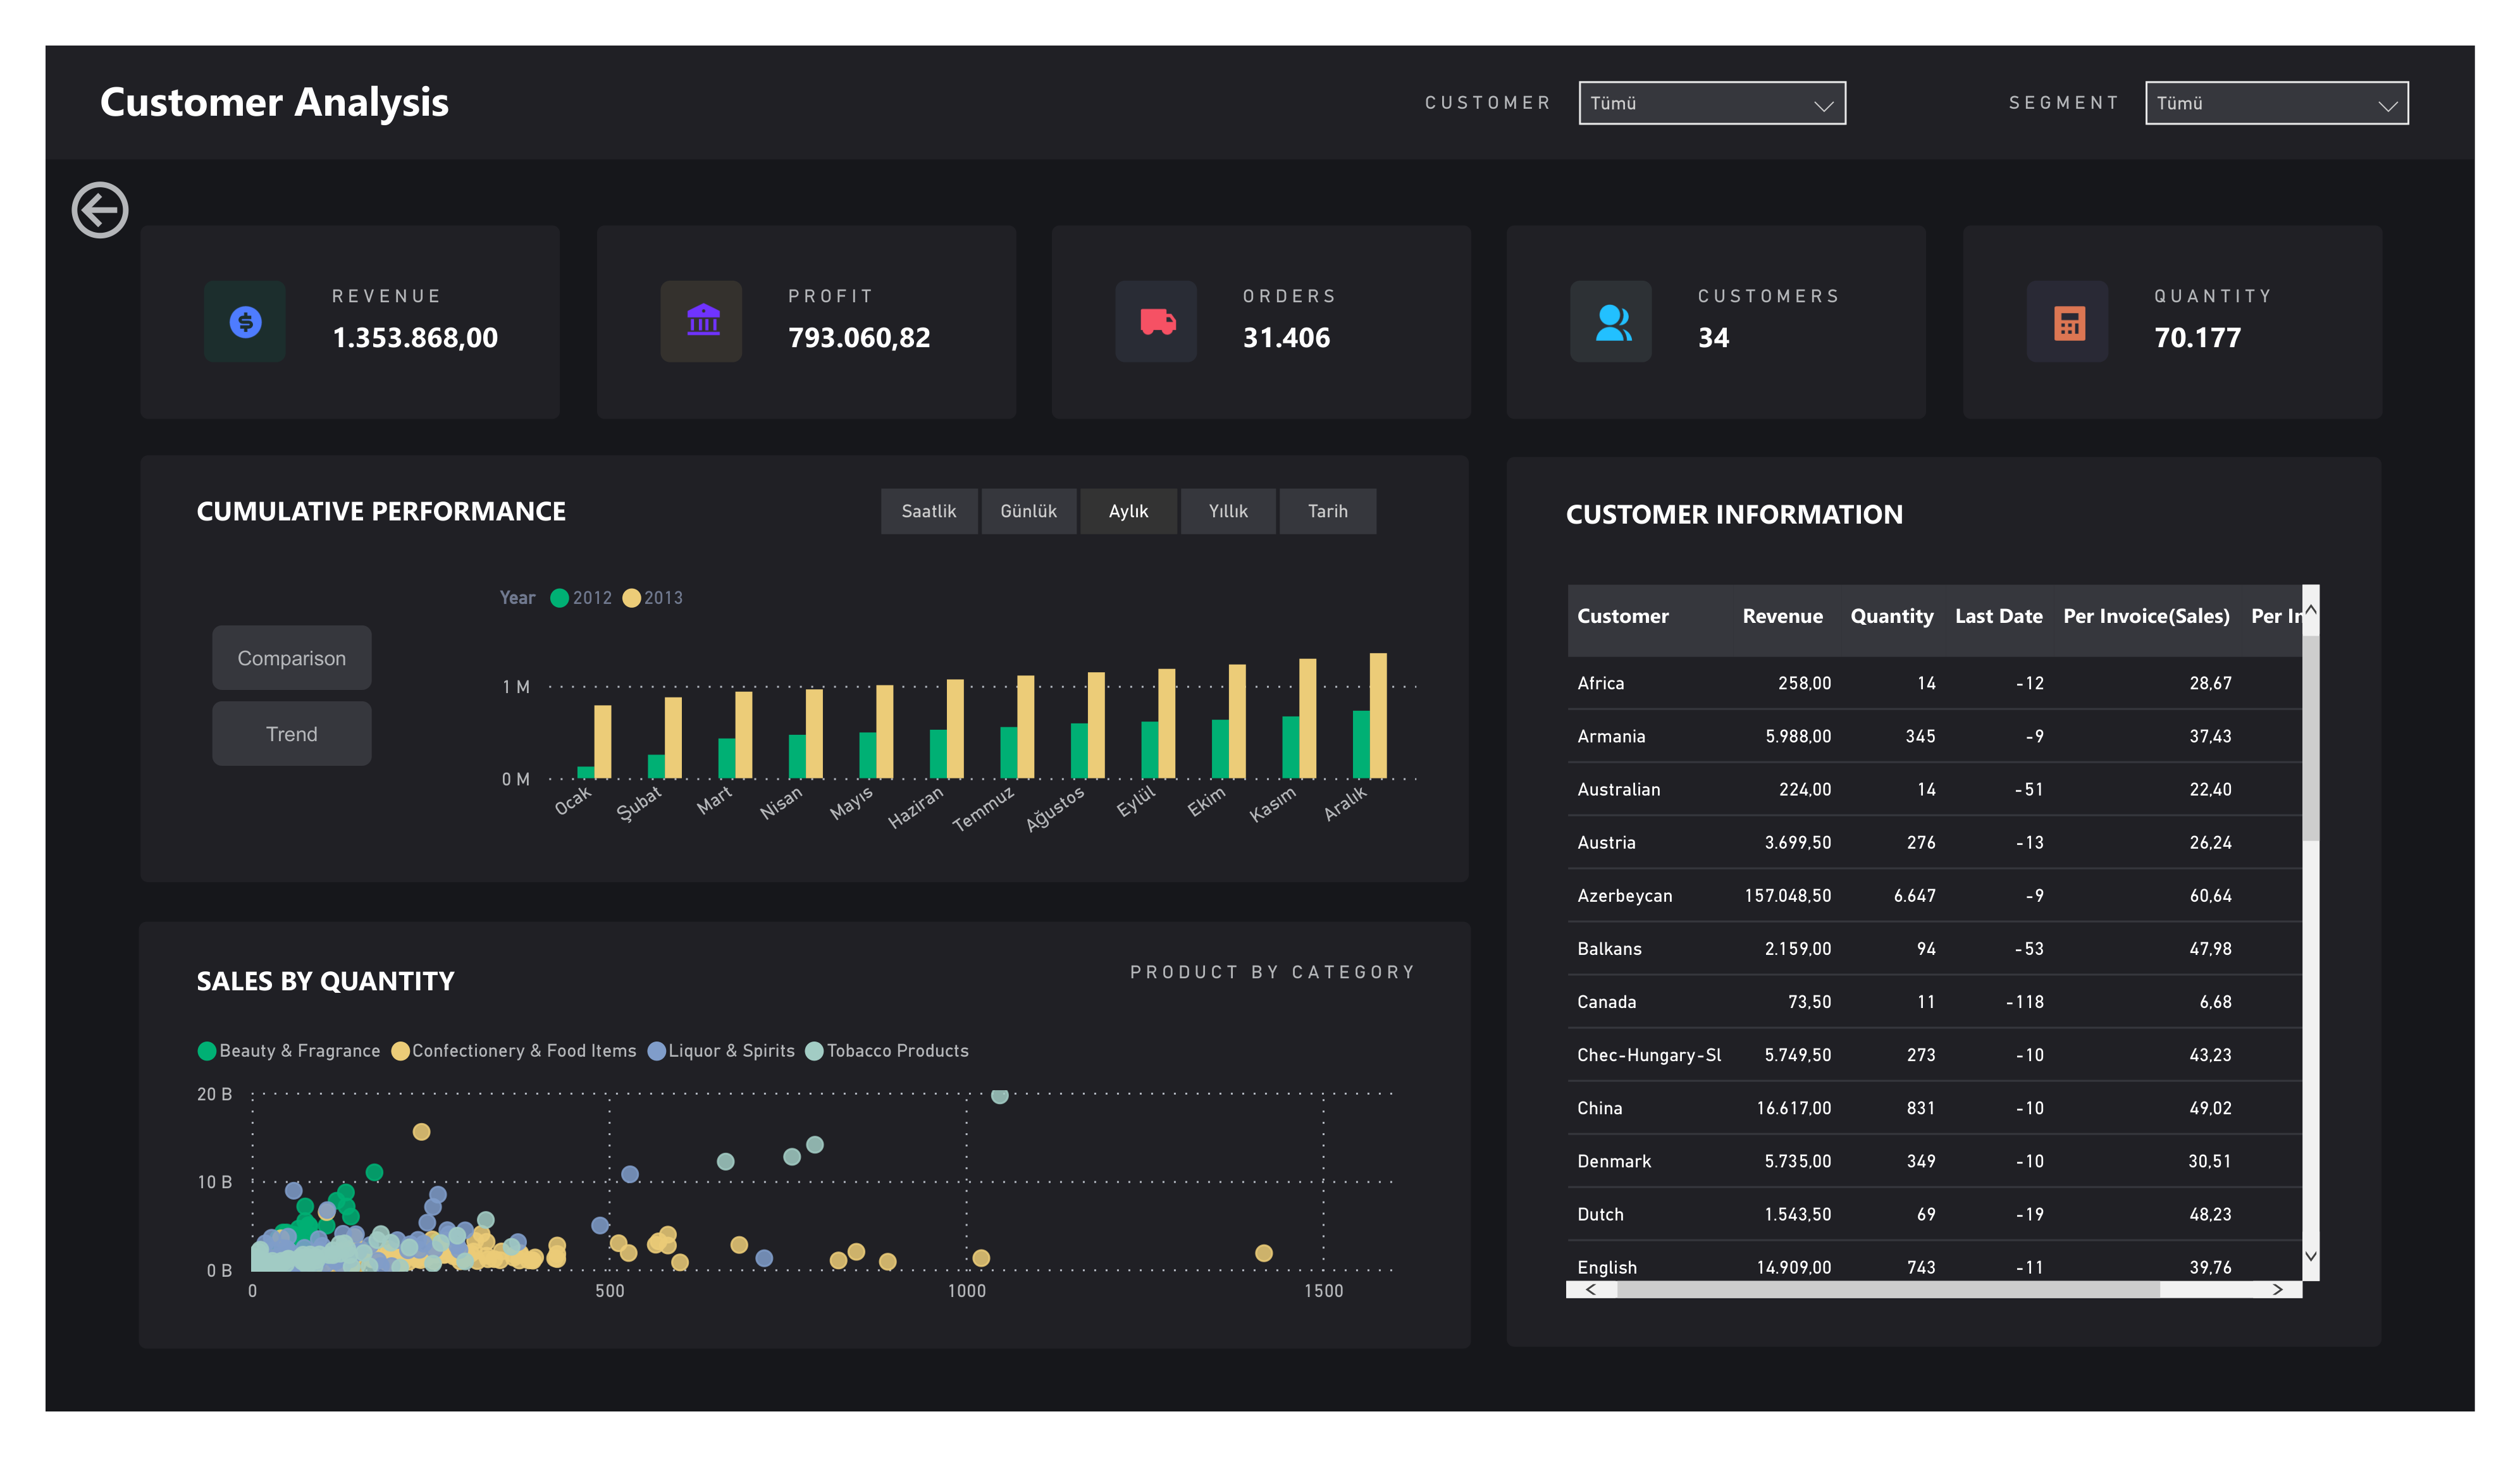 Customer Analysis
CUSTOMER
Tümü
SEGMENT
Tümü
REVENUE
1.353.868,00
PROFIT
793.060,82
ORDERS
31.406
CUSTOMERS
34
QUANTITY
70.177
CUMULATIVE PERFORMANCE
Saatlik Günlük Aylık Yıllık Tarih
Year 2012 2013
Comparison
Trend
1 M
0 M
Ocak Şubat Mart Nisan Mayıs Haziran Temmuz Ağustos Eylül Ekim Kasım Aralık
SALES BY QUANTITY
PRODUCT BY CATEGORY
Beauty & Fragrance Confectionery & Food Items Liquor & Spirits Tobacco Products
20 B
10 B
0 B
0 500 1000 1500
CUSTOMER INFORMATION
Customer Revenue Quantity Last Date Per Invoice(Sales) Per In
Africa 258,00 14 -12 28,67
Armania 5.988,00 345 -9 37,43
Australian 224,00 14 -51 22,40
Austria 3.699,50 276 -13 26,24
Azerbeycan 157.048,50 6.647 -9 60,64
Balkans 2.159,00 94 -53 47,98
Canada 73,50 11 -118 6,68
Chec-Hungary-Sl 5.749,50 273 -10 43,23
China 16.617,00 831 -10 49,02
Denmark 5.735,00 349 -10 30,51
Dutch 1.543,50 69 -19 48,23
English 14.909,00 743 -11 39,76